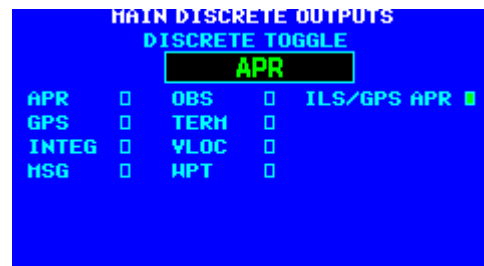 MAIN DISCRETE OUTPUTS
DISCRETE TOGGLE
APR
APR OBS ILS/GPS APR
GPS TERM
INTEG VLOC
MSG WPT